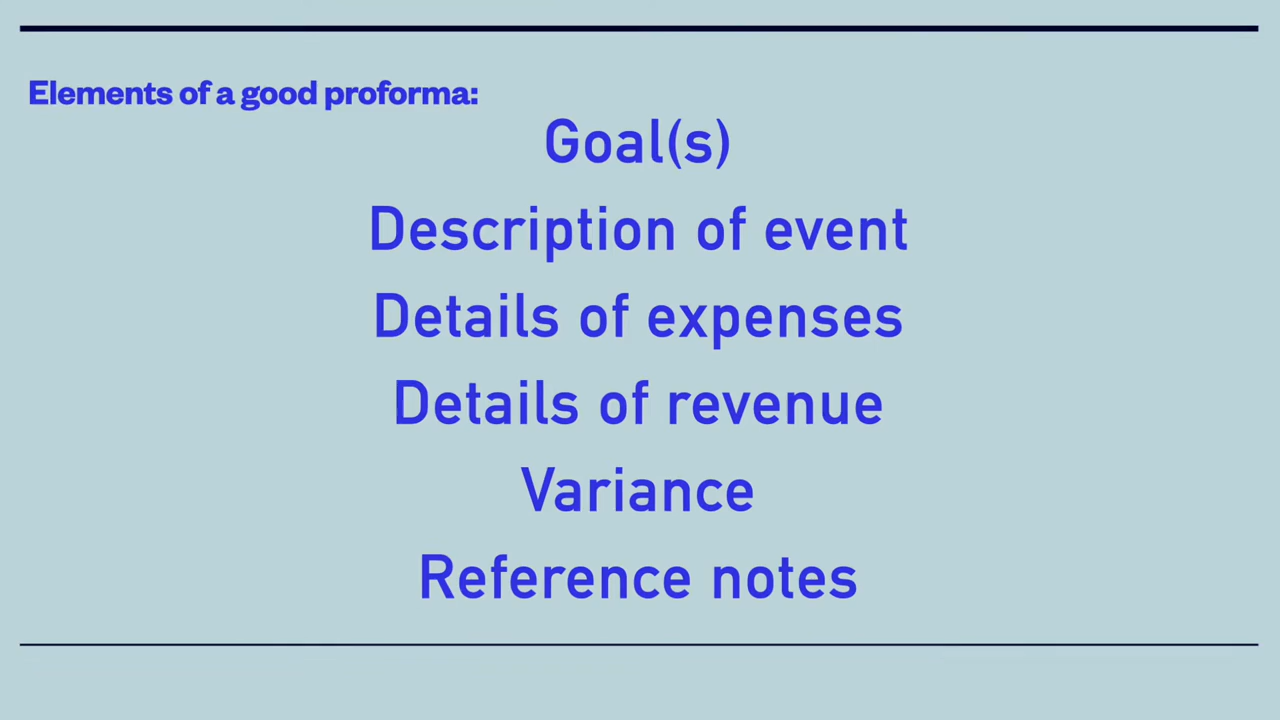 Elements of a good proforma:
Goal(s)
Description of event
Details of expenses
Details of revenue
Variance
Reference notes